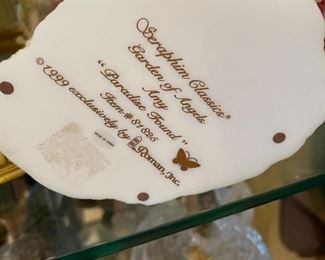 Seraphim Classics®
Garden of Angels
Amy
"Paradise Found"
Item #81825
©1999 exclusively by Roman, Inc.